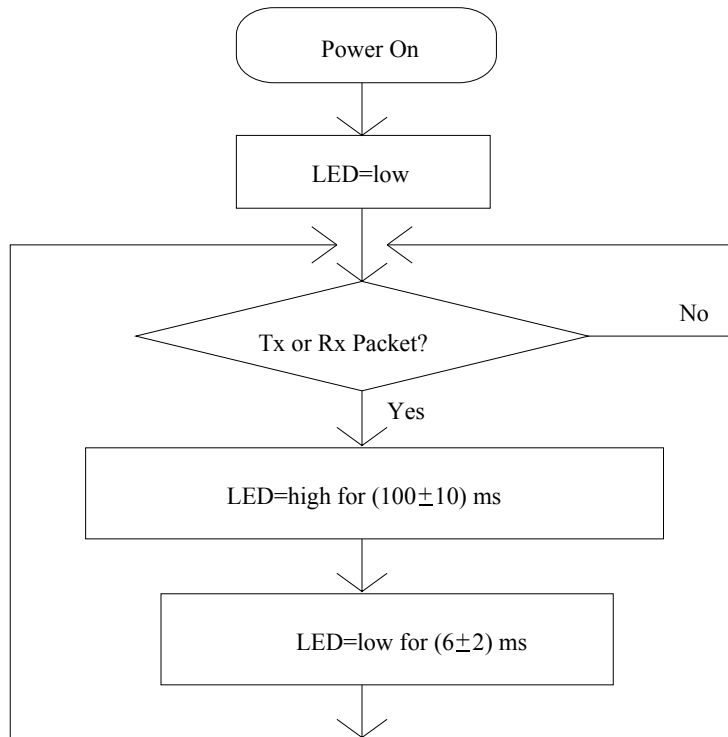 Power On
LED=low
No
Tx or Rx Packet?
Yes
LED=high for (100±10) ms
LED=low for (6±2) ms